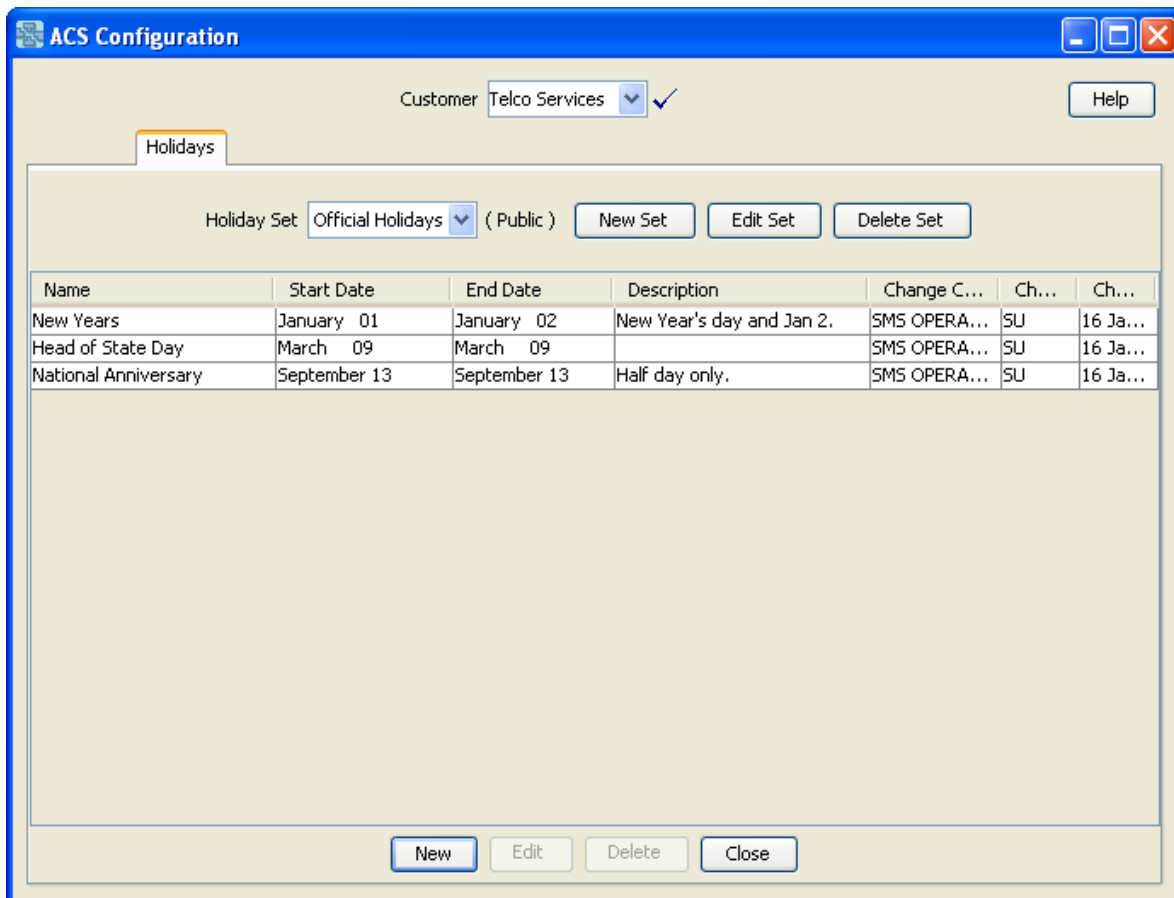 ACS Configuration
Customer Telco Services Help
Holidays
Holiday Set Official Holidays ( Public ) New Set Edit Set Delete Set
Name Start Date End Date Description Change C... Ch... Ch...
New Years January 01 January 02 New Year's day and Jan 2. SMS OPERA... SU 16 Ja...
Head of State Day March 09 March 09 SMS OPERA... SU 16 Ja...
National Anniversary September 13 September 13 Half day only. SMS OPERA... SU 16 Ja...
New Edit Delete Close